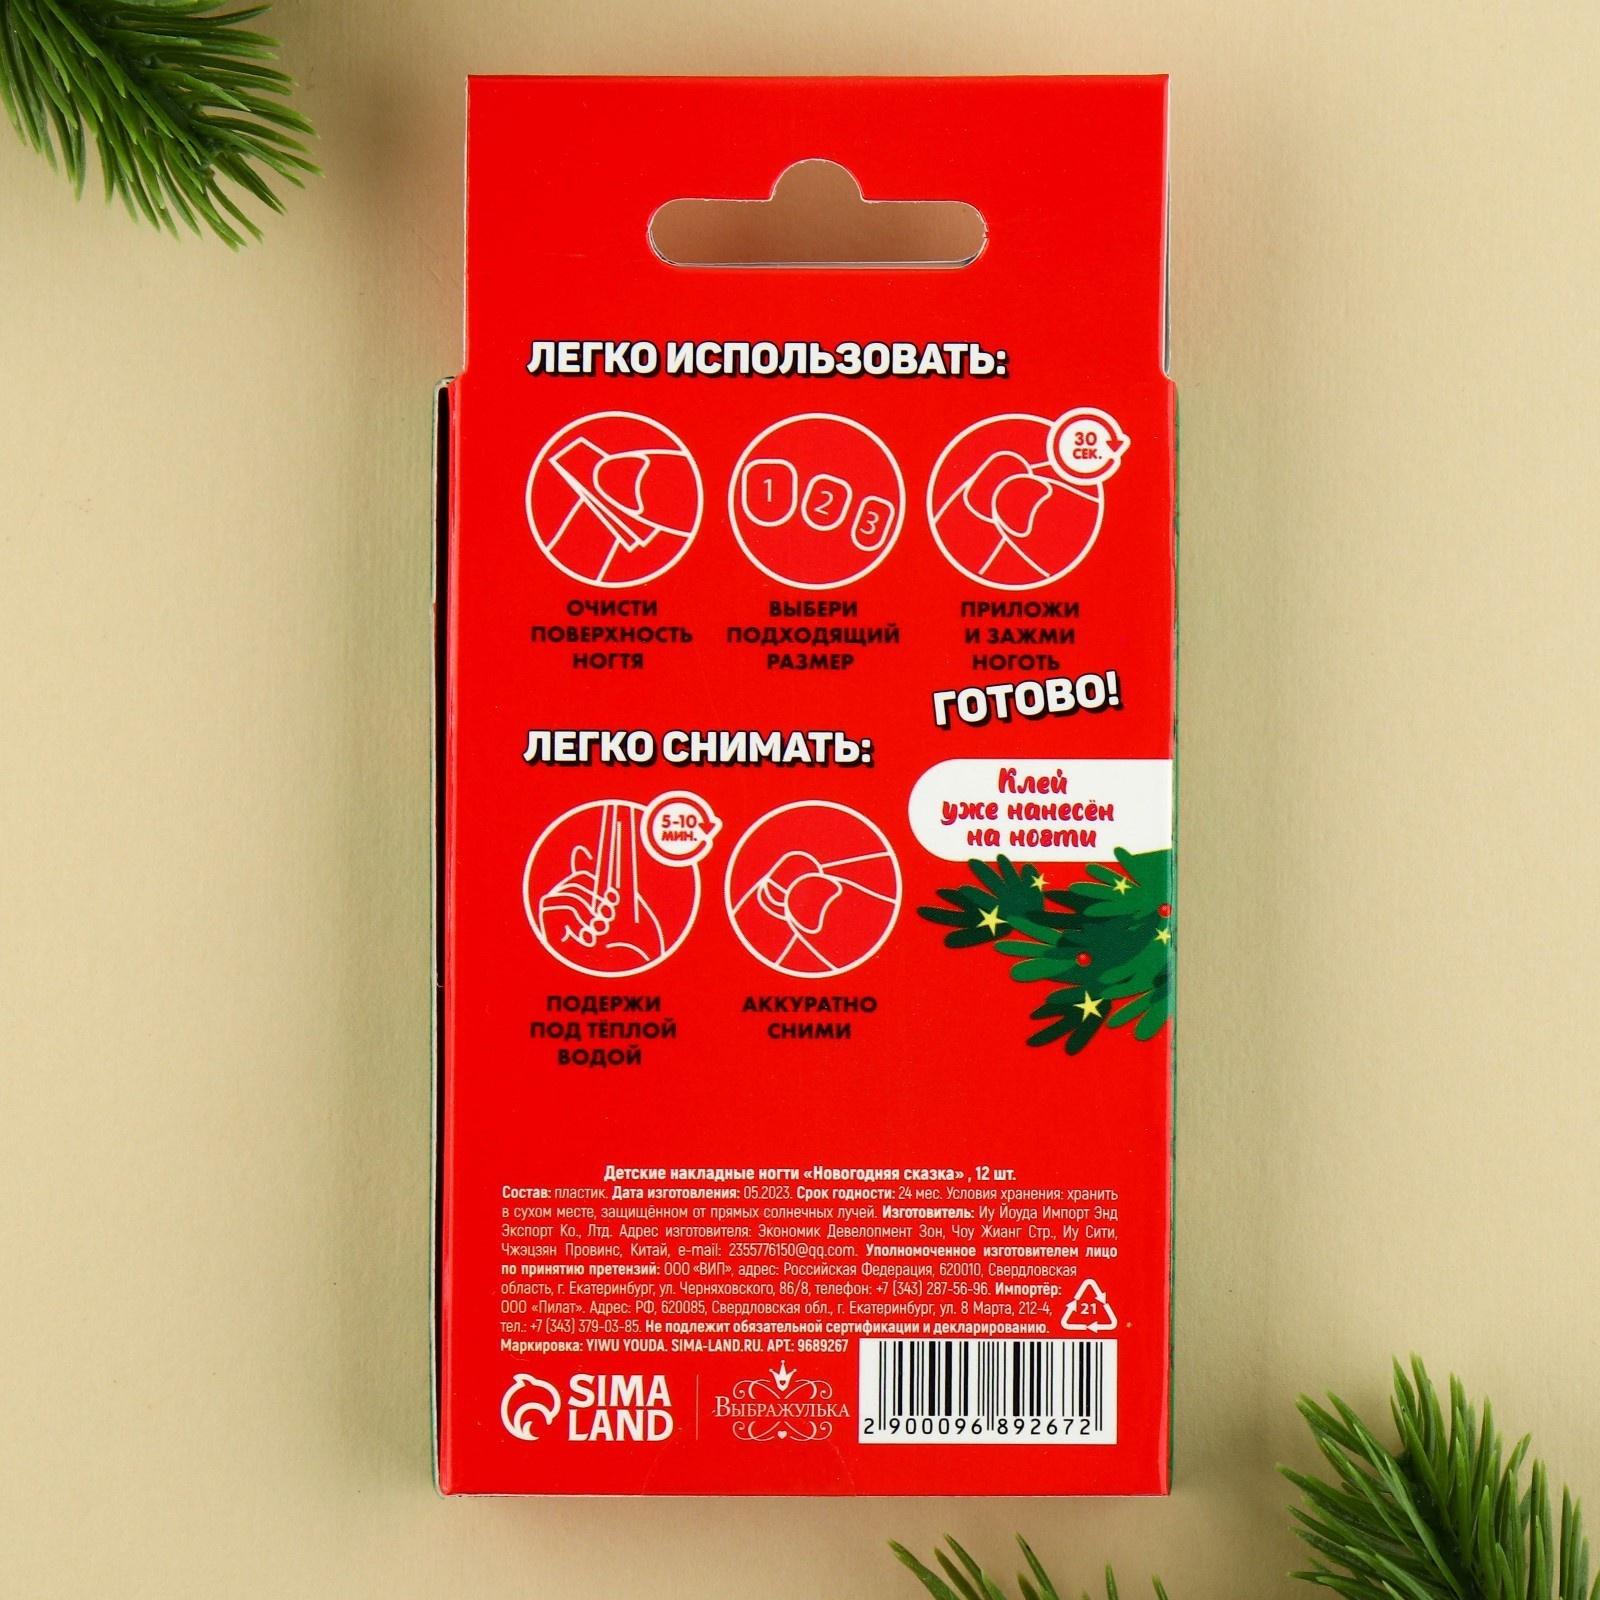 ЛЕГКО ИСПОЛЬЗОВАТЬ:
30
СЕК.
1 2 3
ОЧИСТИ
ПОВЕРХНОСТЬ
НОГТЯ
ВЫБЕРИ
ПОДХОДЯЩИЙ
РАЗМЕР
ПРИЛОЖИ
И ЗАЖМИ
НОГОТЬ
ГОТОВО!
ЛЕГКО СНИМАТЬ:
Клей
уже нанесён
на ногти
5-10
МИН.
ПОДЕРЖИ
ПОД ТЁПЛОЙ
ВОДОЙ
АККУРАТНО
СНИМИ
Детские накладные ногти «Новогодняя сказка» , 12 шт.
Состав: пластик. Дата изготовления: 05.2023. Срок годности: 24 мес. Условия хранения: хранить
в сухом месте, защищённом от прямых солнечных лучей. Изготовитель: Иу Йоуда Импорт Энд
Экспорт Ко., Лтд. Адрес изготовителя: Экономик Девелопмент Зон, Чоу Жианг Стр., Иу Сити,
Чжэцзян Провинс, Китай, e-mail: 2355776150@qq.com. Уполномоченное изготовителем лицо
по принятию претензий: ООО «ВИП», адрес: Российская Федерация, 620010, Свердловская
область, г. Екатеринбург, ул. Черняховского, 86/8, телефон: +7 (343) 287-56-96. Импортёр:
ООО «Пилат». Адрес: РФ, 620085, Свердловская обл., г. Екатеринбург, ул. 8 Марта, 212-4,
тел.: +7 (343) 379-03-85. Не подлежит обязательной сертификации и декларированию.
Маркировка: YIWU YOUDA. SIMA-LAND.RU. АРТ.: 9689267
21
SIMA
LAND
ВЫБРАЖУЛЬКА
2 900096 892672